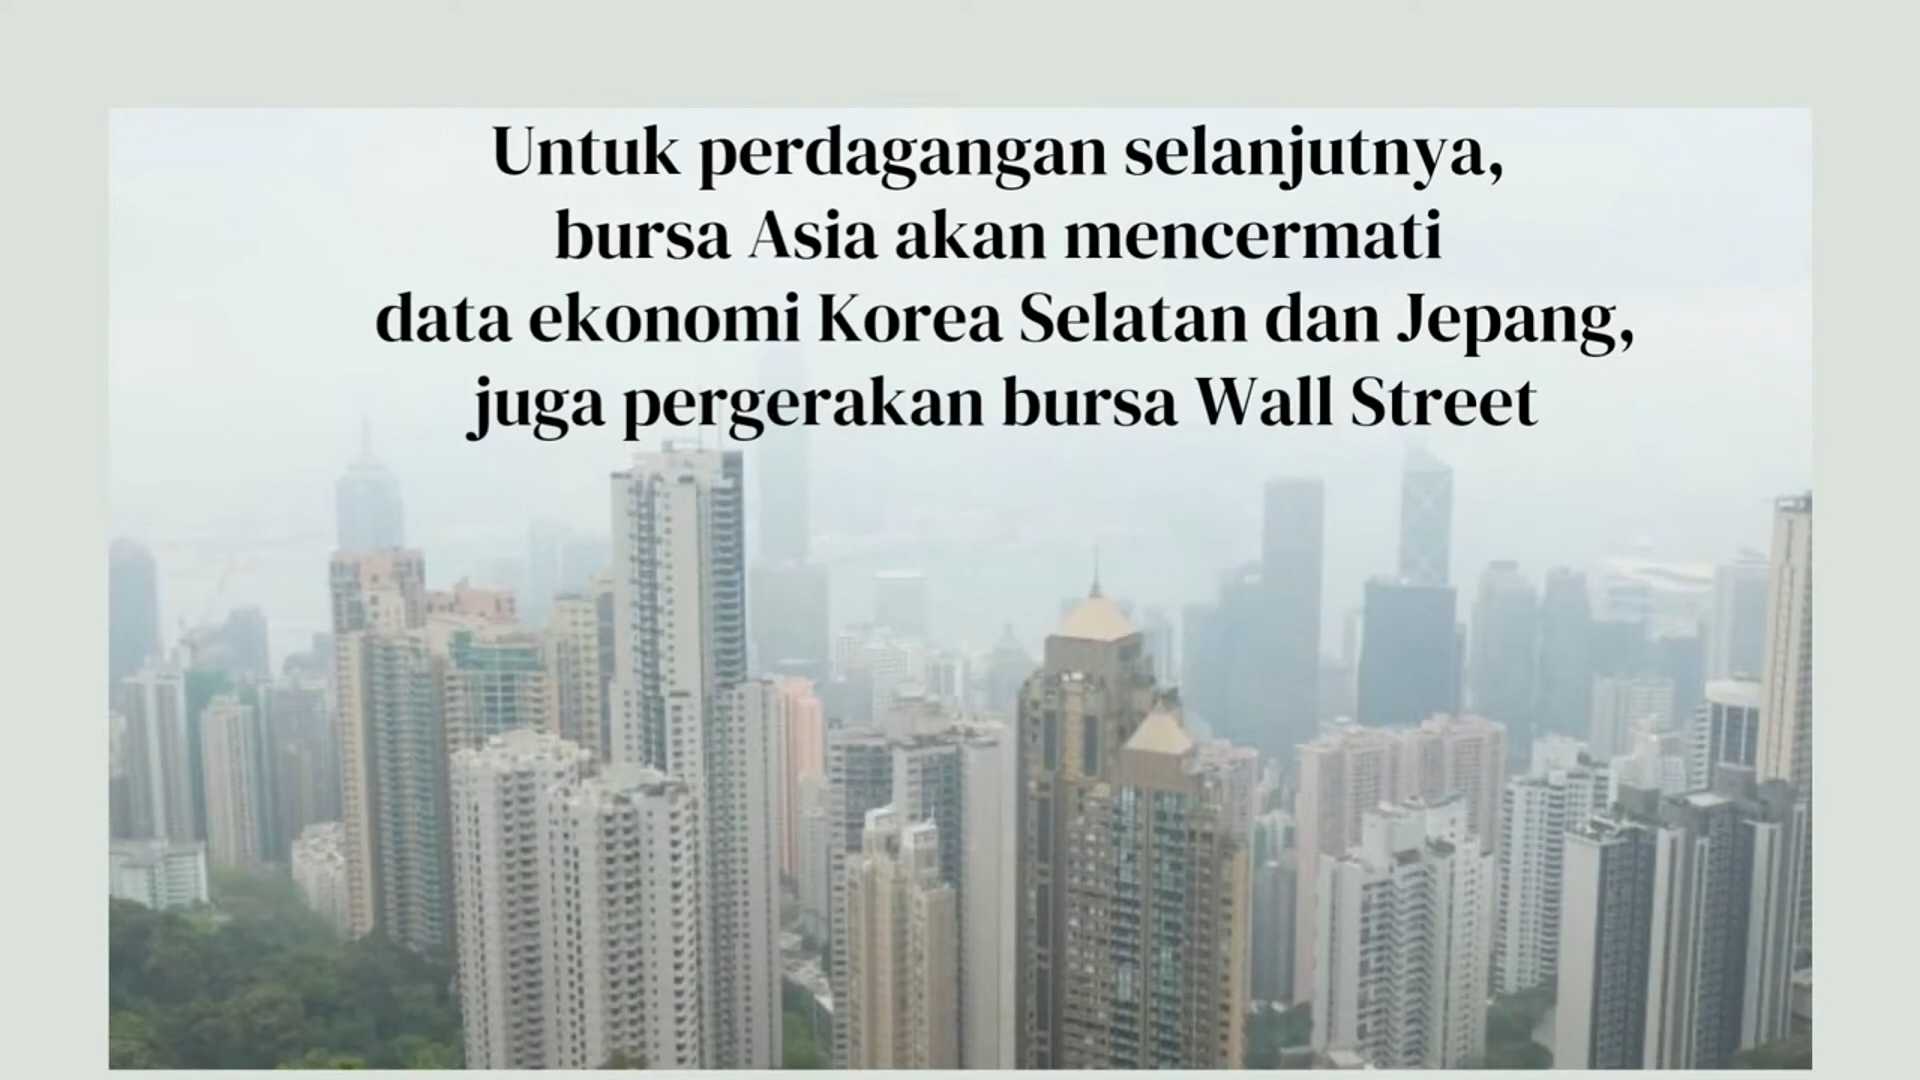 Untuk perdagangan selanjutnya,
bursa Asia akan mencermati
data ekonomi Korea Selatan dan Jepang,
juga pergerakan bursa Wall Street